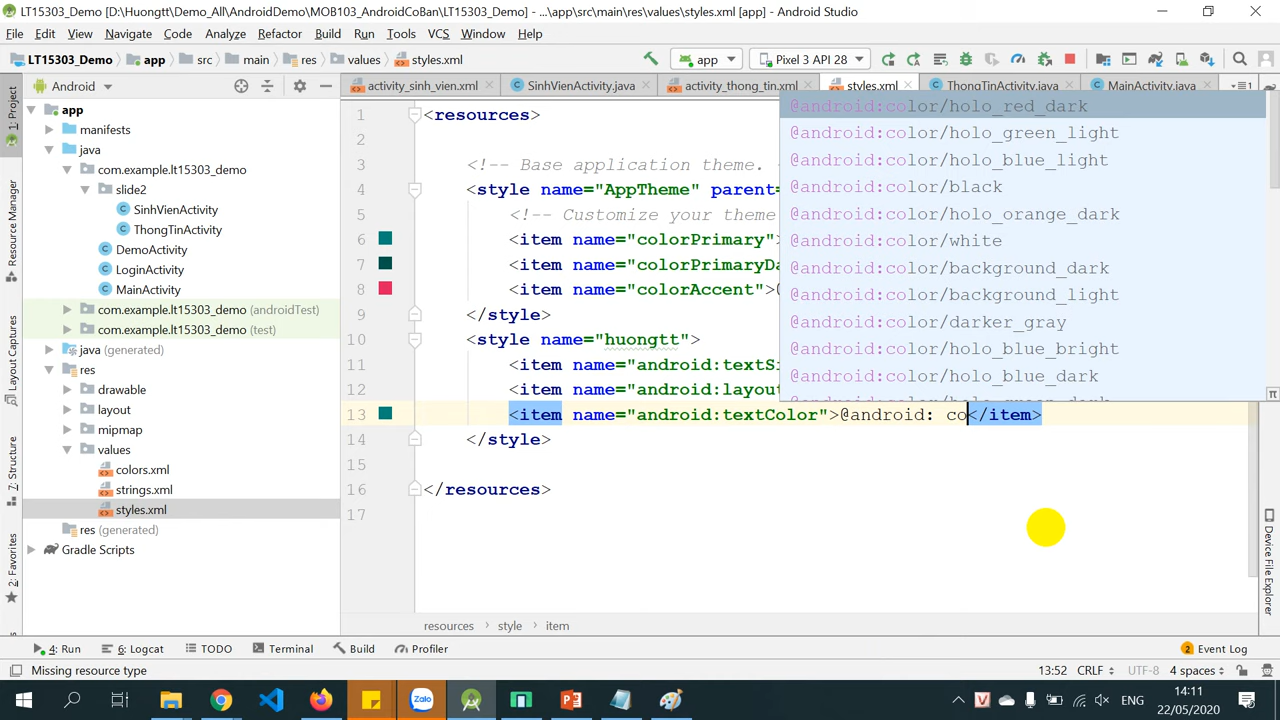 LT15303_Demo [D:\Huongtt\Demo_All\AndroidDemo\MOB103_AndroidCoBan\LT15303_Demo] - ...\app\src\main\res\values\styles.xml [app] - Android Studio
File Edit View Navigate Code Analyze Refactor Build Run Tools VCS Window Help
LT15303_Demo app src main res values styles.xml app Pixel 3 API 28
Android activity_sinh_vien.xml SinhVienActivity.java activity_thong_tin.xml styles.xml ThongTinActivity.java MainActivity.java
1: Project
Resource Manager
Layout Captures
7: Structure
2: Favorites
app
manifests
java
com.example.lt15303_demo
slide2
SinhVienActivity
ThongTinActivity
DemoActivity
LoginActivity
MainActivity
com.example.lt15303_demo (androidTest)
com.example.lt15303_demo (test)
java (generated)
res
drawable
layout
mipmap
values
colors.xml
strings.xml
styles.xml
res (generated)
Gradle Scripts
1 <resources>
2
3 <!-- Base application theme.
4 <style name="AppTheme" parent=
5 <!-- Customize your theme
6 <item name="colorPrimary">
7 <item name="colorPrimaryDa
8 <item name="colorAccent">
9 </style>
10 <style name="huongtt">
11 <item name="android:textSi
12 <item name="android:layout
13 <item name="android:textColor">@android: co</item>
14 </style>
15
16 </resources>
17
@android:color/holo_red_dark
@android:color/holo_green_light
@android:color/holo_blue_light
@android:color/black
@android:color/holo_orange_dark
@android:color/white
@android:color/background_dark
@android:color/background_light
@android:color/darker_gray
@android:color/holo_blue_bright
@android:color/holo_blue_dark
@android:color/holo_green_dark
Device File Explorer
resources style item
4: Run 6: Logcat TODO Terminal Build Profiler 2 Event Log
Missing resource type 13:52 CRLF UTF-8 4 spaces
Zalo ENG 14:11
22/05/2020